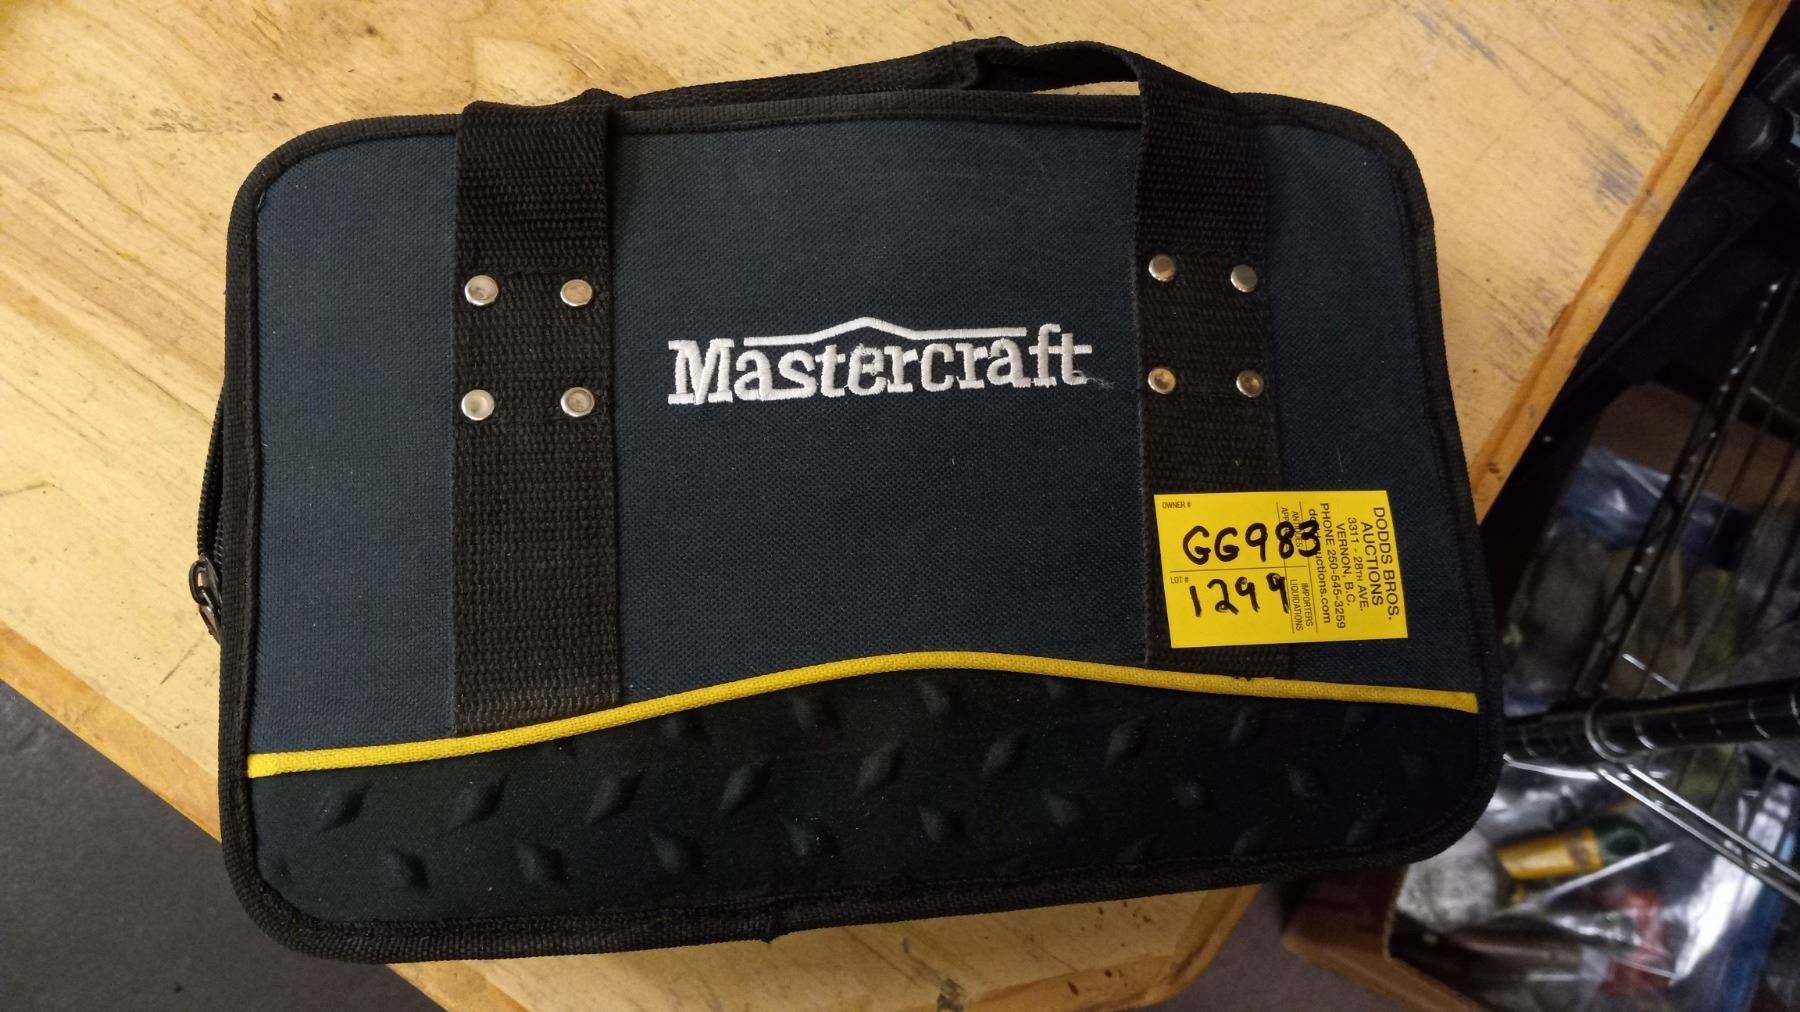 Mastercraft
OWNER #
GG983
LOT #
1299
DODDS BROS.
AUCTIONS
3311 - 28TH AVE.
VERNON, B.C.
PHONE 250-545-3259
IMPORTERS
LIQUIDATIONS